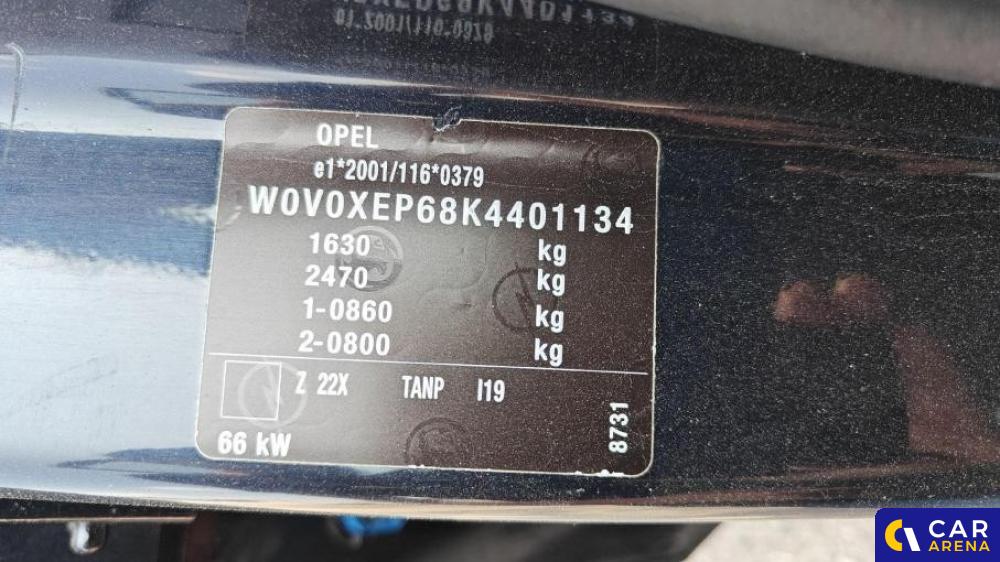 OPEL
e1*2001/116*0379
W0V0XEP68K4401134
1630 kg
2470 kg
1-0860 kg
2-0800 kg
Z 22X TANP I19
66 kW
8731
CAR
ARENA